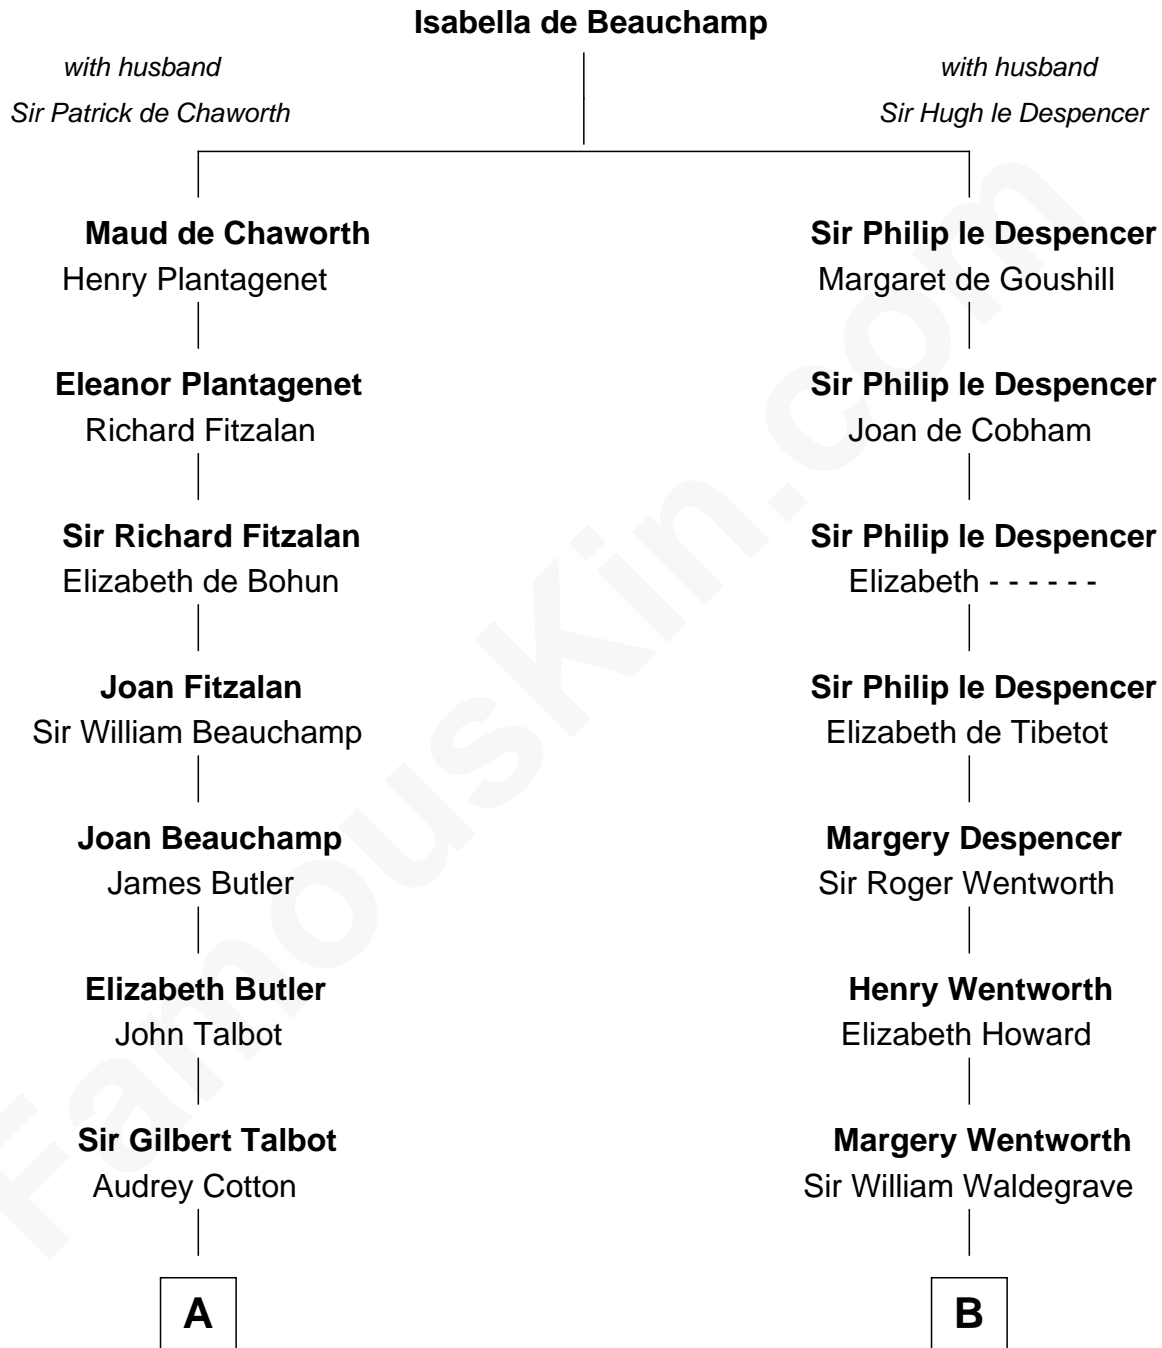 Isabella de Beauchamp
with husband
Sir Patrick de Chaworth
with husband
Sir Hugh le Despencer
Maud de Chaworth
Henry Plantagenet
Sir Philip le Despencer
Margaret de Goushill
Eleanor Plantagenet
Richard Fitzalan
Sir Philip le Despencer
Joan de Cobham
Sir Richard Fitzalan
Elizabeth de Bohun
Sir Philip le Despencer
Elizabeth - - - - - -
Joan Fitzalan
Sir William Beauchamp
Sir Philip le Despencer
Elizabeth de Tibetot
Joan Beauchamp
James Butler
Margery Despencer
Sir Roger Wentworth
Elizabeth Butler
John Talbot
Henry Wentworth
Elizabeth Howard
Sir Gilbert Talbot
Audrey Cotton
Margery Wentworth
Sir William Waldegrave
A
B
FamousKin.com